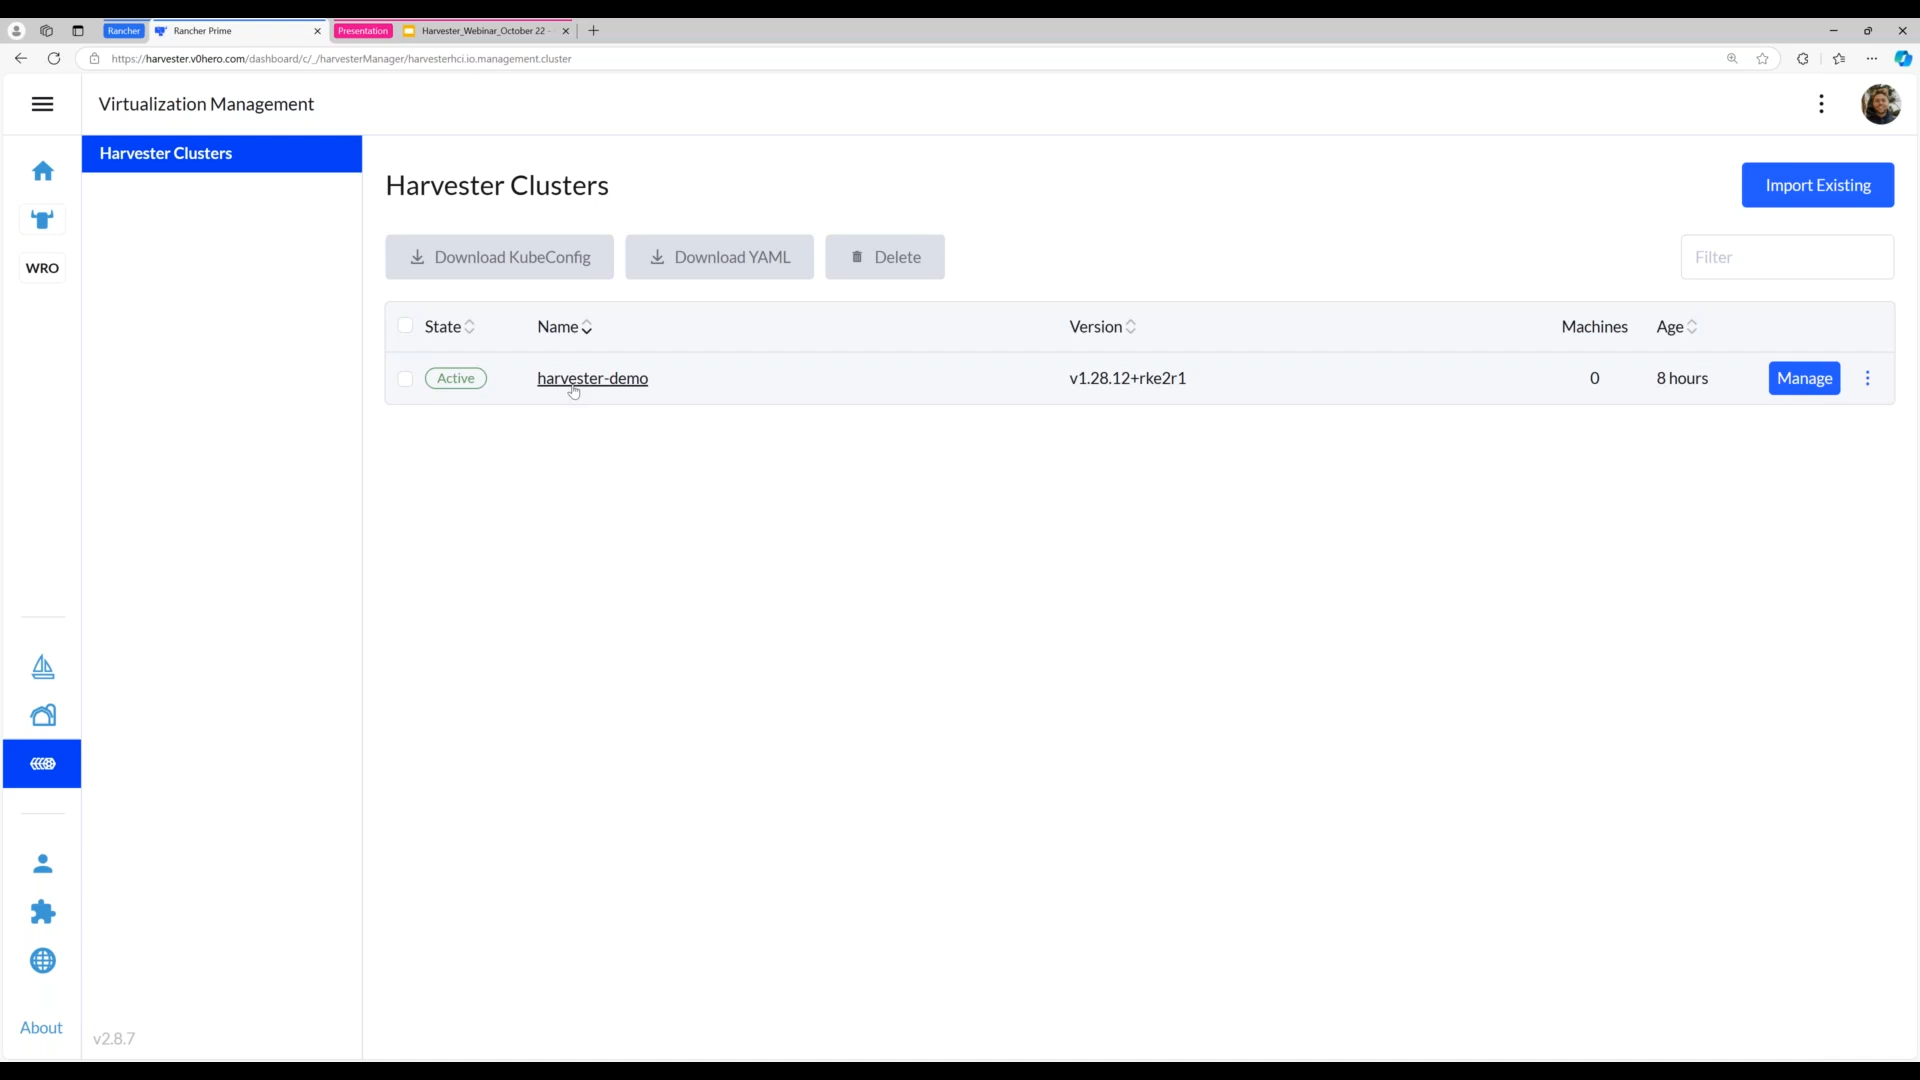 Rancher
Rancher Prime
Presentation
Harvester_Webinar_October 22 -
https://harvester.v0hero.com/dashboard/c/_/harvesterManager/harvesterhci.io.management.cluster
Virtualization Management
Harvester Clusters
WRO
Harvester Clusters
Import Existing
Download KubeConfig
Download YAML
Delete
Filter
State Name Version Machines Age
Active harvester-demo v1.28.12+rke2r1 0 8 hours Manage
About
v2.8.7